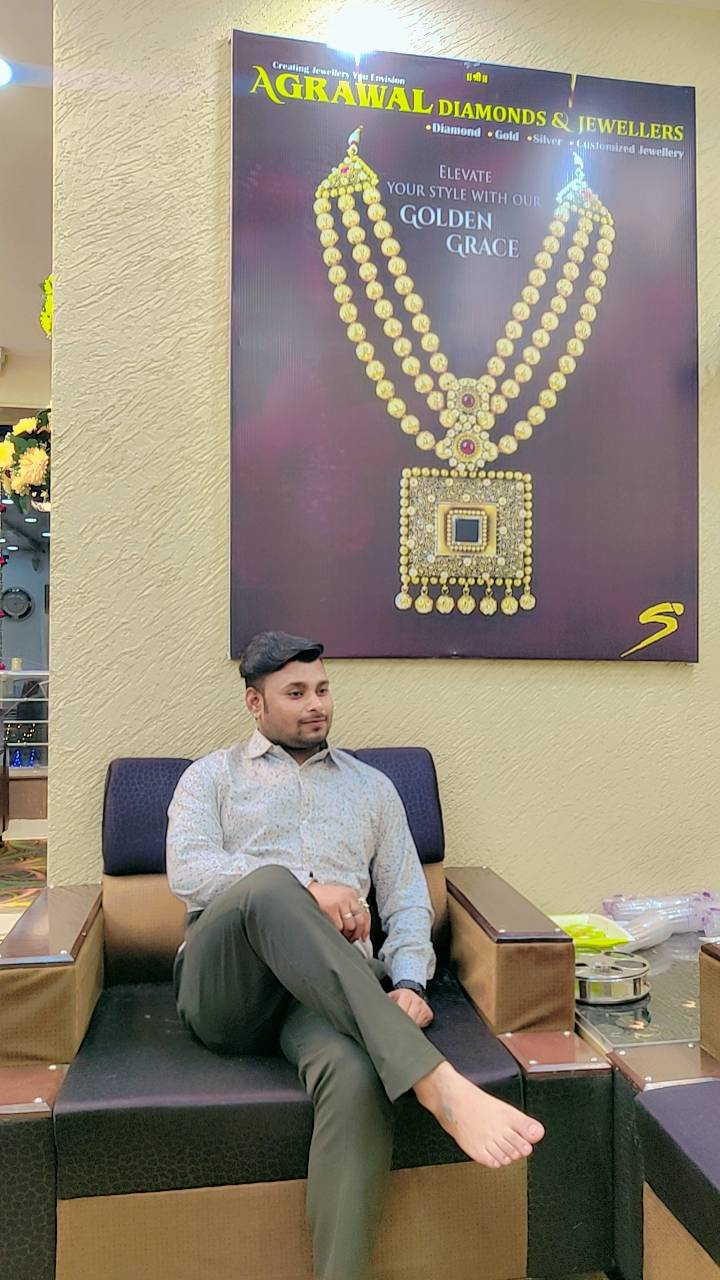 Creating Jewellery You Envision
॥श्री॥
AGRAWAL DIAMONDS & JEWELLERS
•Diamond •Gold •Silver •Customized Jewellery
ELEVATE
YOUR STYLE WITH OUR
GOLDEN
GRACE